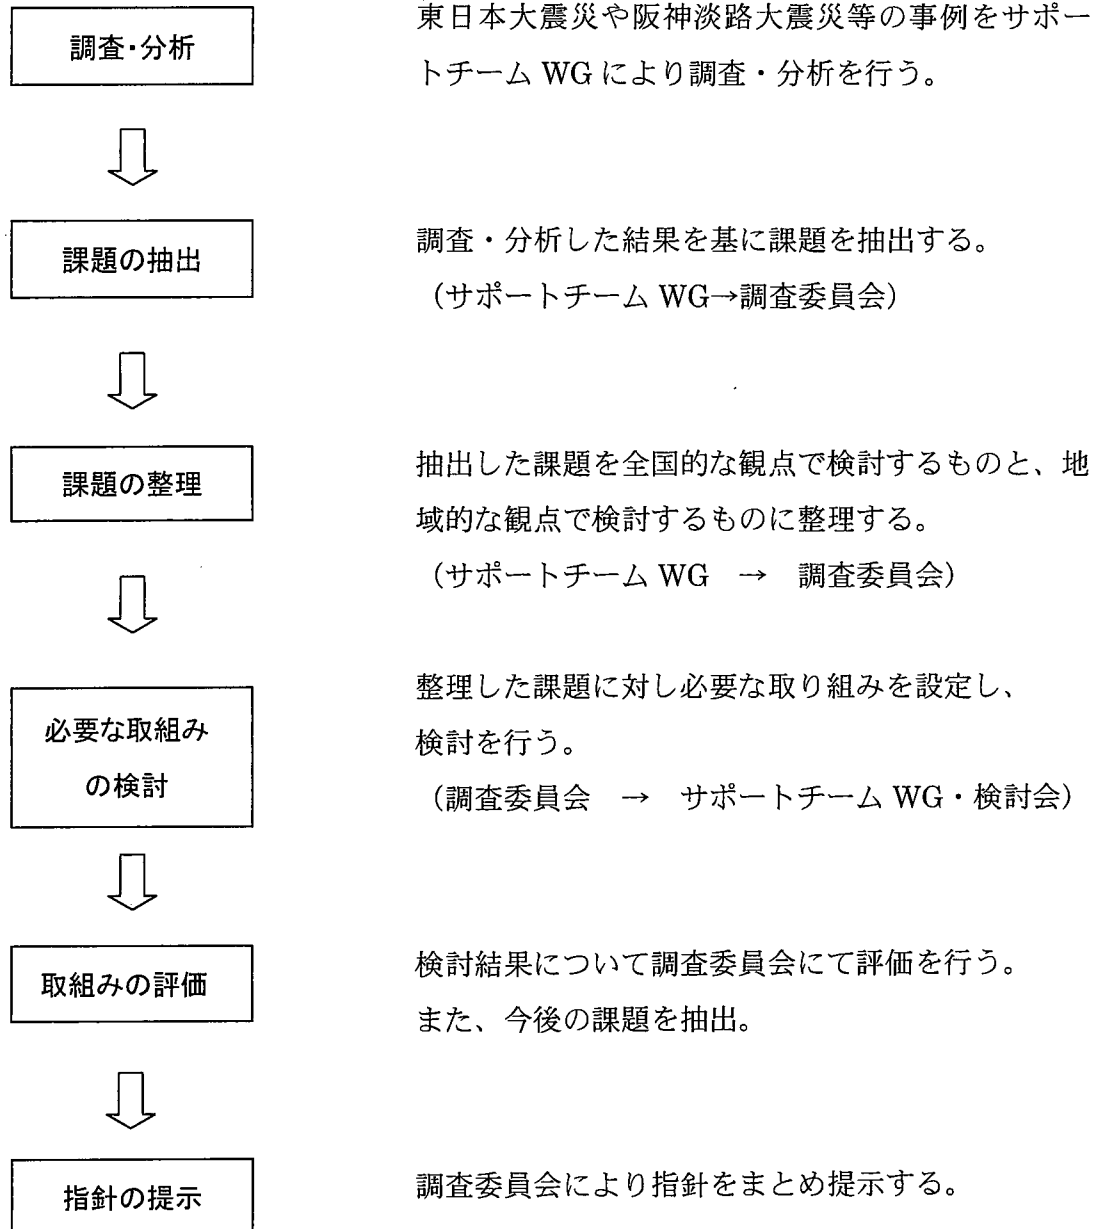 調査・分析
東日本大震災や阪神淡路大震災等の事例をサポー
トチーム WG により調査・分析を行う。
課題の抽出
調査・分析した結果を基に課題を抽出する。
（サポートチーム WG→調査委員会）
課題の整理
抽出した課題を全国的な観点で検討するものと、地
域的な観点で検討するものに整理する。
（サポートチーム WG　→　調査委員会）
必要な取組み
の検討
整理した課題に対し必要な取り組みを設定し、
検討を行う。
（調査委員会　→　サポートチーム WG・検討会）
取組みの評価
検討結果について調査委員会にて評価を行う。
また、今後の課題を抽出。
指針の提示
調査委員会により指針をまとめ提示する。